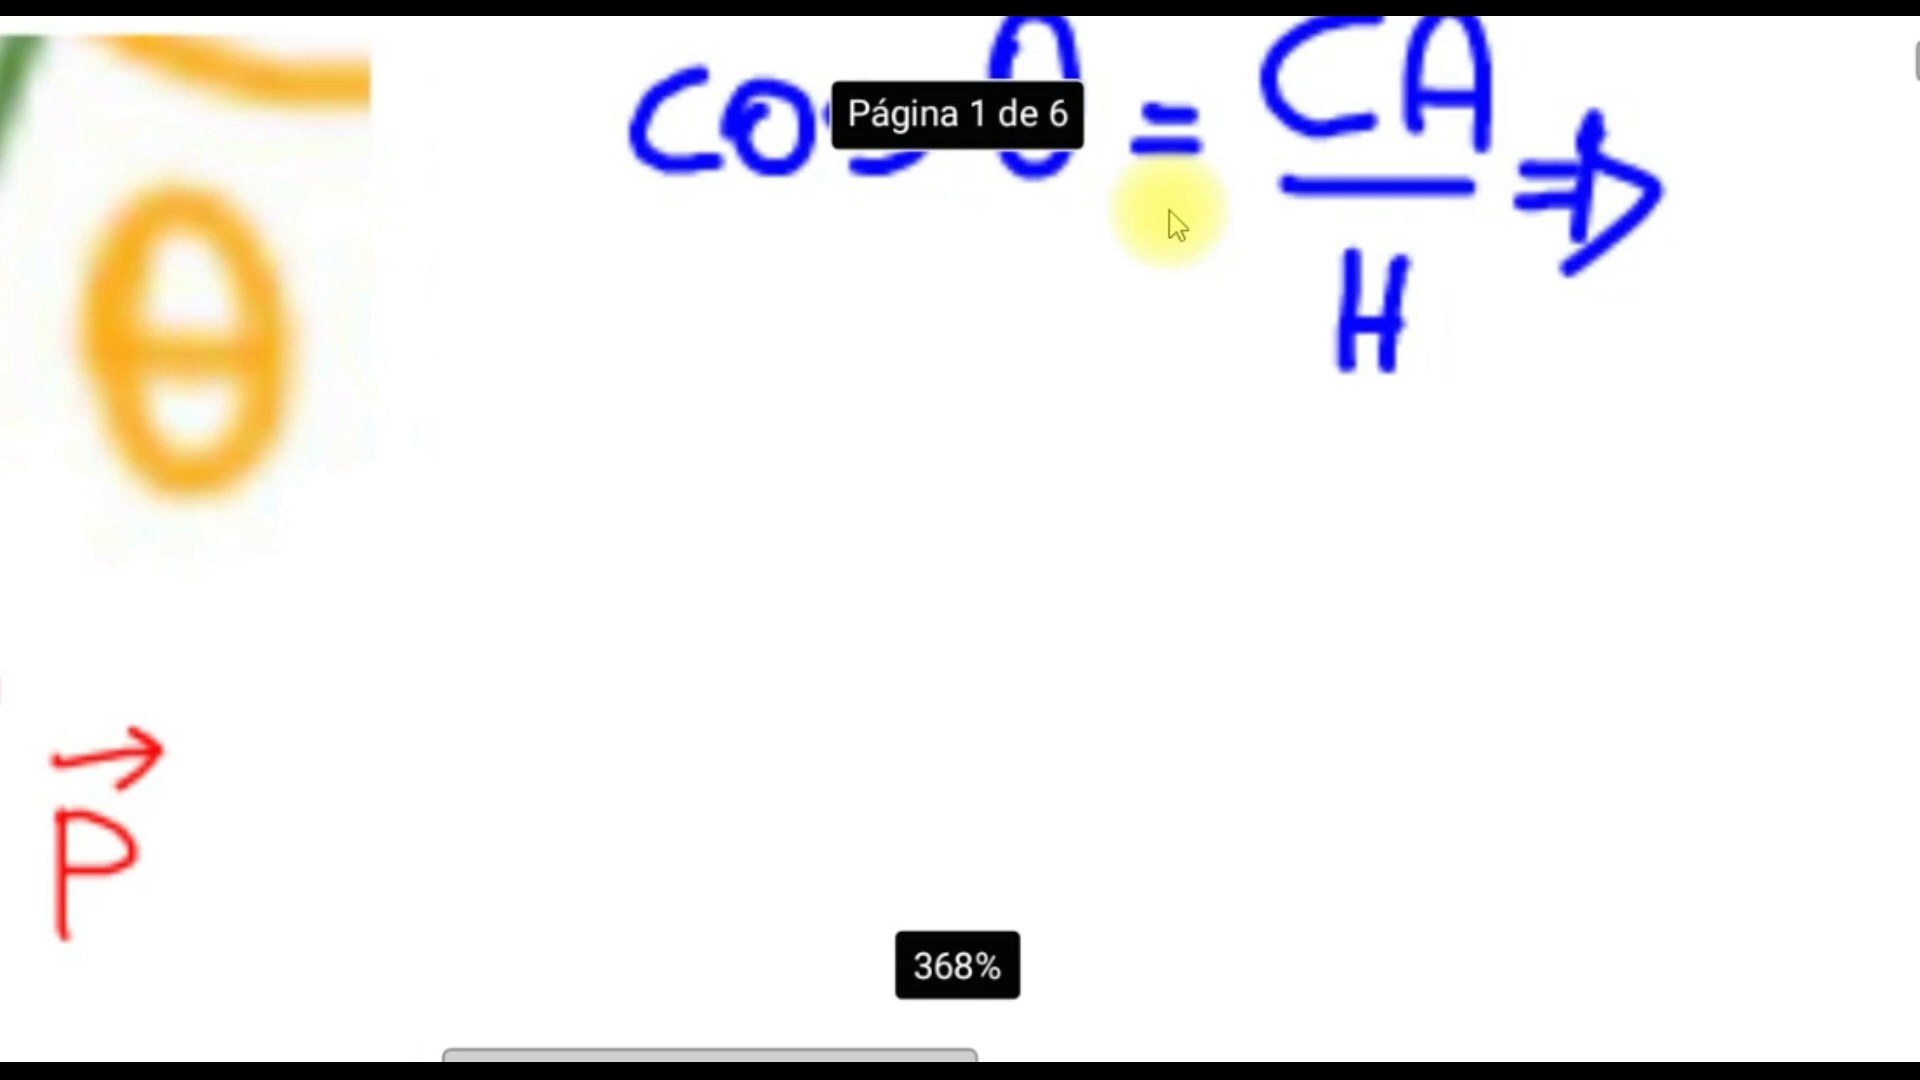 cos θ = CA / H ⇒
Página 1 de 6
θ
P
368%